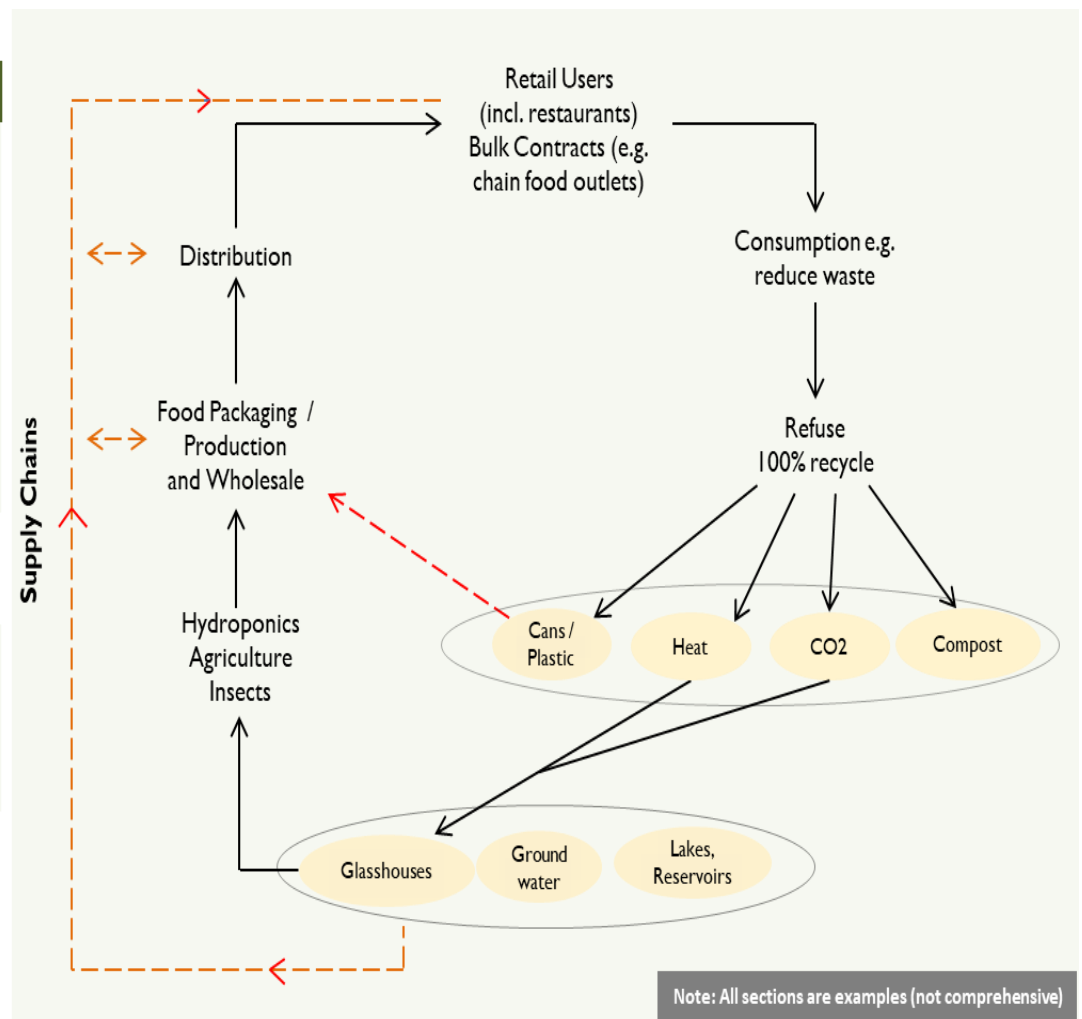 Retail Users
(incl. restaurants)
Bulk Contracts (e.g.
chain food outlets)
Distribution
Consumption e.g.
reduce waste
Food Packaging /
Production
and Wholesale
Refuse
100% recycle
Supply Chains
Hydroponics
Agriculture
Insects
Cans /
Plastic
Heat
CO2
Compost
Glasshouses
Ground
water
Lakes,
Reservoirs
Note: All sections are examples (not comprehensive)